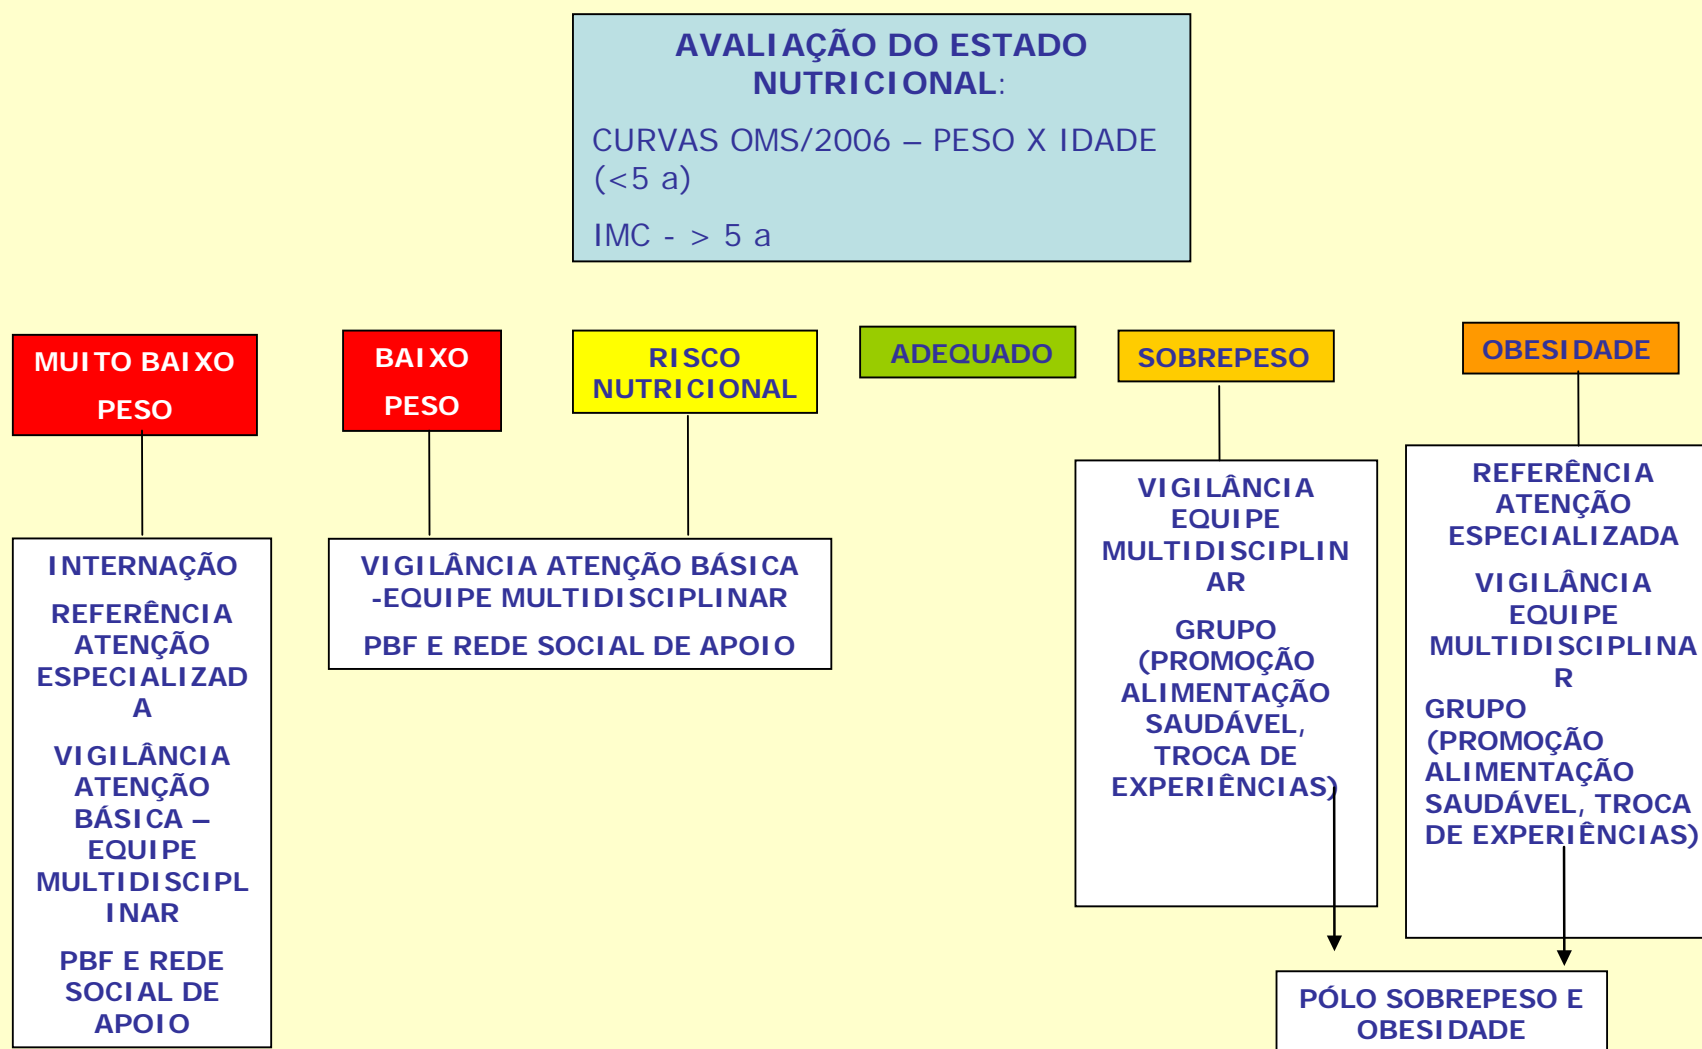 AVALIAÇÃO DO ESTADO
NUTRICIONAL:
CURVAS OMS/2006 – PESO X IDADE
(<5 a)
IMC - > 5 a
MUITO BAIXO
PESO
BAIXO
PESO
RISCO
NUTRICIONAL
ADEQUADO
SOBREPESO
OBESIDADE
INTERNAÇÃO
REFERÊNCIA
ATENÇÃO
ESPECIALIZAD
A
VIGILÂNCIA
ATENÇÃO
BÁSICA –
EQUIPE
MULTIDISCIPL
INAR
PBF E REDE
SOCIAL DE
APOIO
VIGILÂNCIA ATENÇÃO BÁSICA
-EQUIPE MULTIDISCIPLINAR
PBF E REDE SOCIAL DE APOIO
VIGILÂNCIA
EQUIPE
MULTIDISCIPLIN
AR
GRUPO
(PROMOÇÃO
ALIMENTAÇÃO
SAUDÁVEL,
TROCA DE
EXPERIÊNCIAS)
REFERÊNCIA
ATENÇÃO
ESPECIALIZADA
VIGILÂNCIA
EQUIPE
MULTIDISCIPLINA
R
GRUPO
(PROMOÇÃO
ALIMENTAÇÃO
SAUDÁVEL, TROCA
DE EXPERIÊNCIAS)
PÓLO SOBREPESO E
OBESIDADE